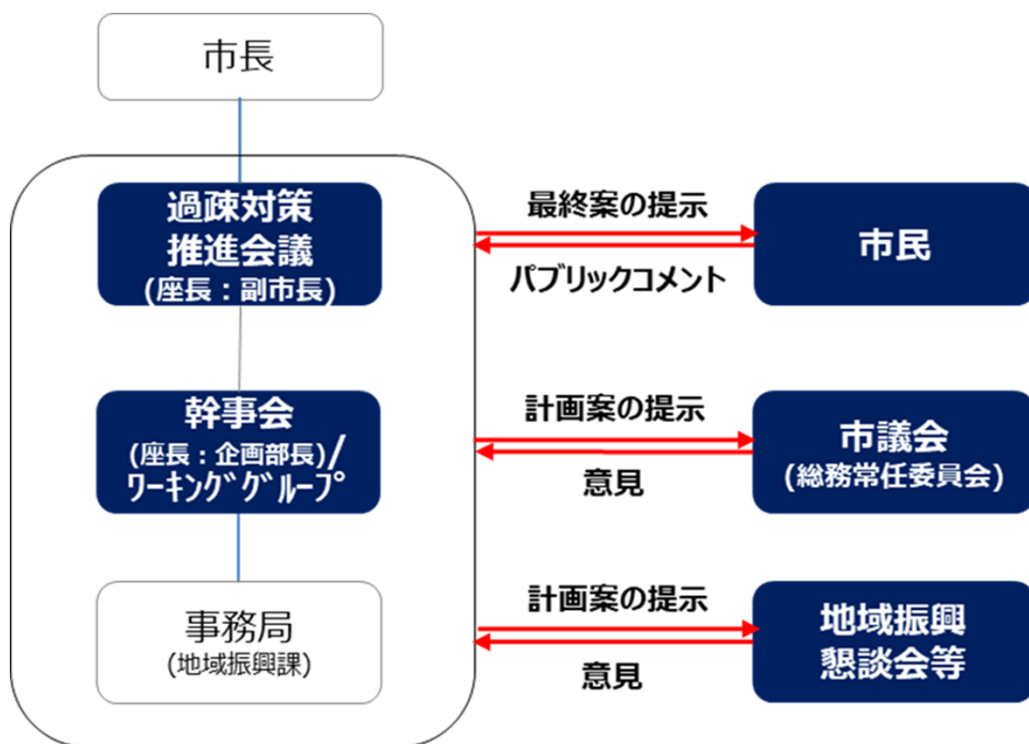 市長
過疎対策
推進会議
(座長：副市長)
幹事会
(座長：企画部長)/
ﾜｰｷﾝｸﾞｸﾞﾙｰﾌﾟ
事務局
(地域振興課)
最終案の提示
パブリックコメント
市民
計画案の提示
意見
市議会
(総務常任委員会)
計画案の提示
意見
地域振興
懇談会等